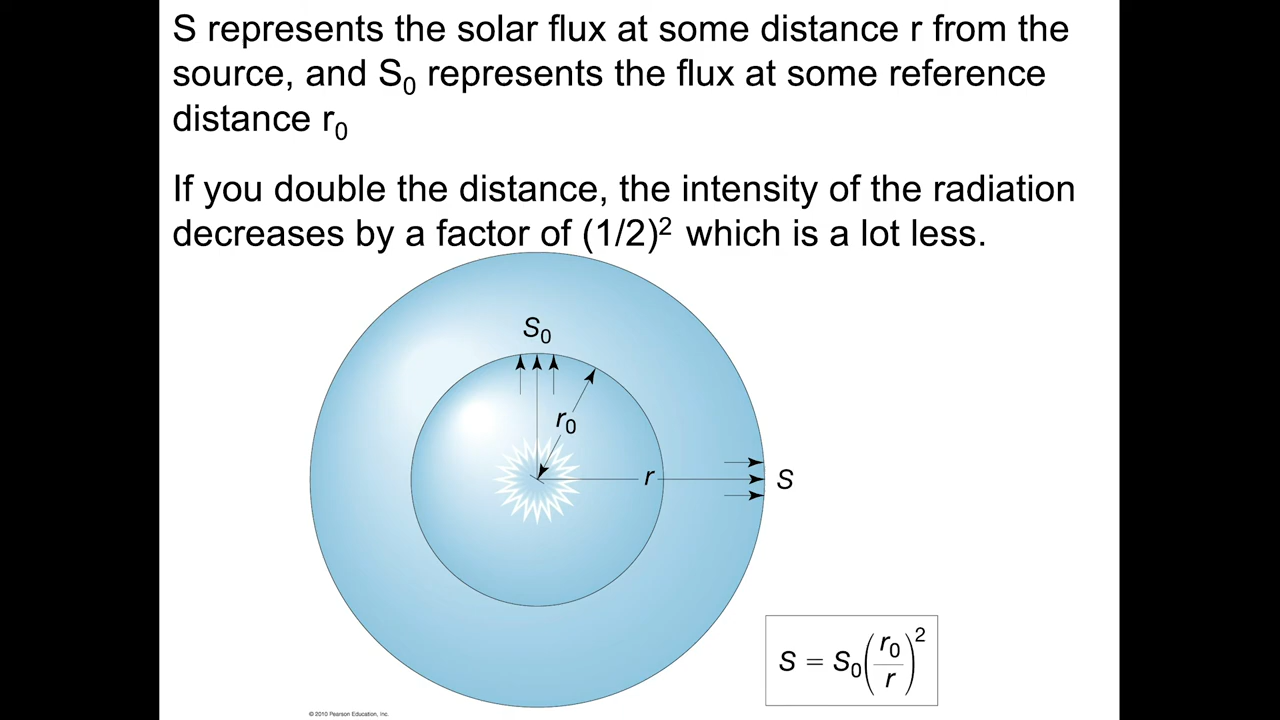 S represents the solar flux at some distance r from the
source, and S₀ represents the flux at some reference
distance r₀
If you double the distance, the intensity of the radiation
decreases by a factor of (1/2)² which is a lot less.
S₀
r₀
r
S
S = S₀(r₀/r)²
© 2010 Pearson Education, Inc.